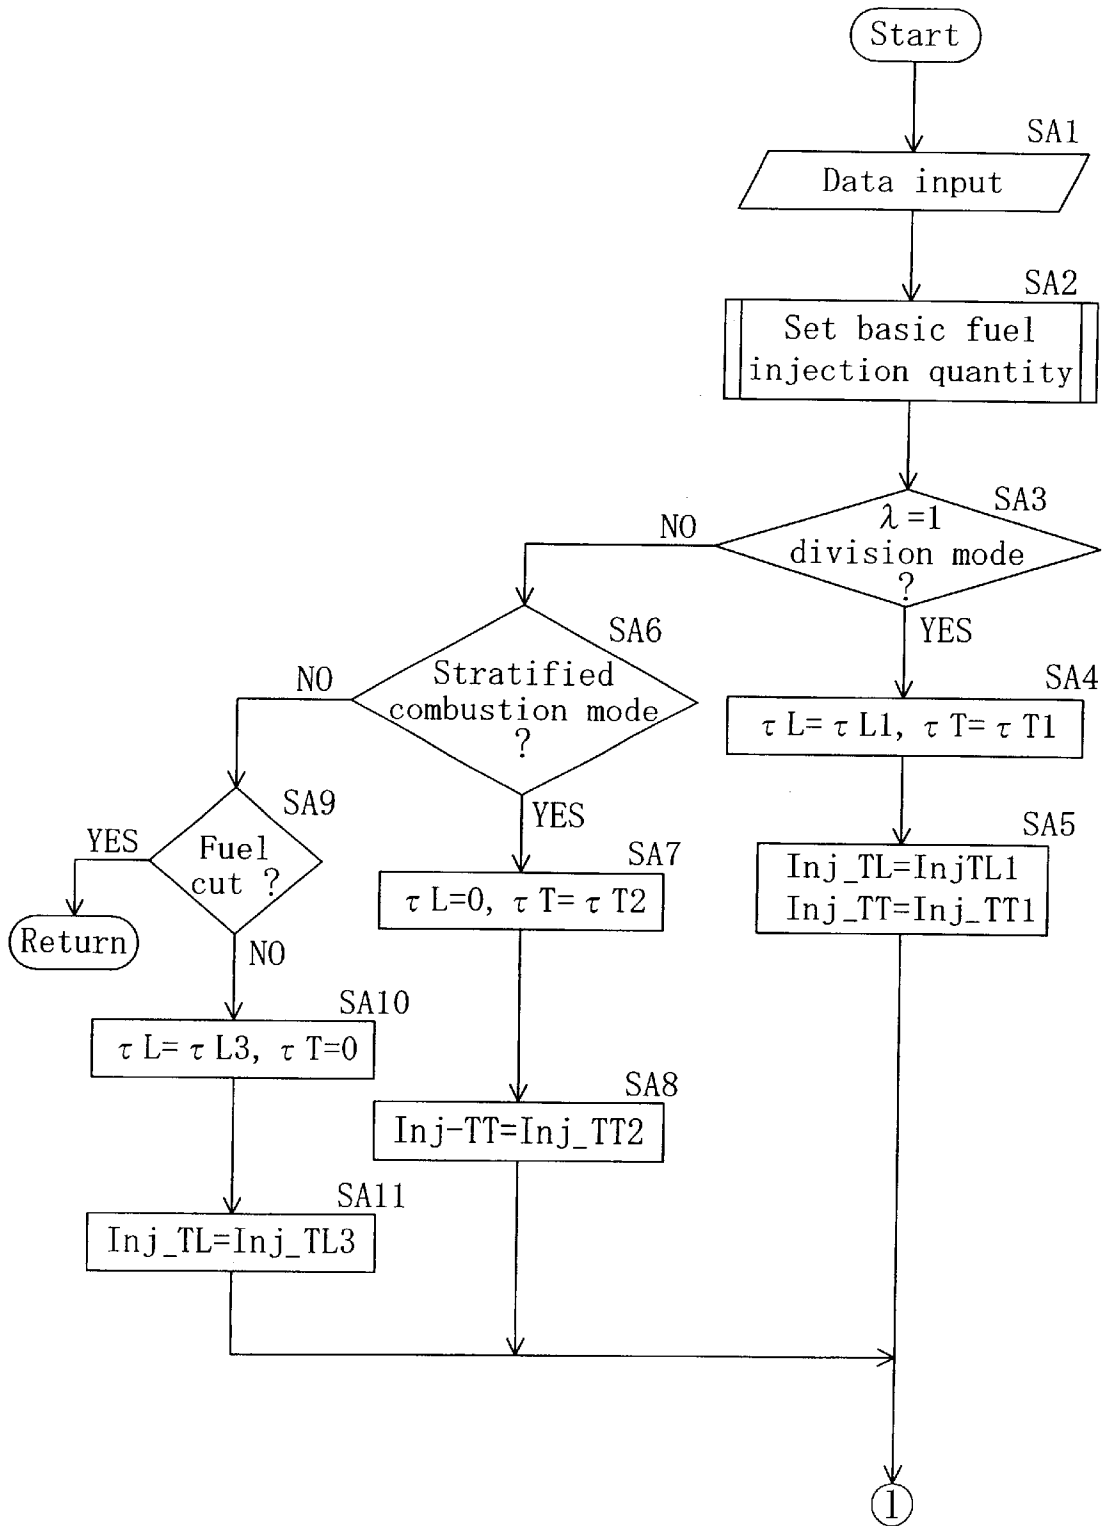 Start
SA1
Data input
SA2
Set basic fuel
injection quantity
SA3
λ=1
division mode
?
NO
YES
SA6
Stratified
combustion mode
?
NO
YES
SA4
τL=τL1, τT=τT1
SA5
Inj_TL=InjTL1
Inj_TT=Inj_TT1
SA9
Fuel
cut ?
YES
Return
NO
SA7
τL=0, τT=τT2
SA10
τL=τL3, τT=0
SA8
Inj-TT=Inj_TT2
SA11
Inj_TL=Inj_TL3
1